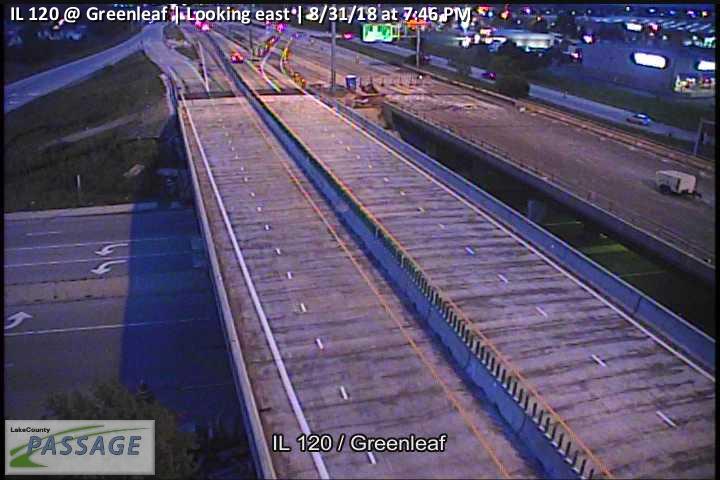 IL 120 @ Greenleaf | Looking east | 8/31/18 at 7:46 PM
IL 120 / Greenleaf
LakeCounty
PASSAGE